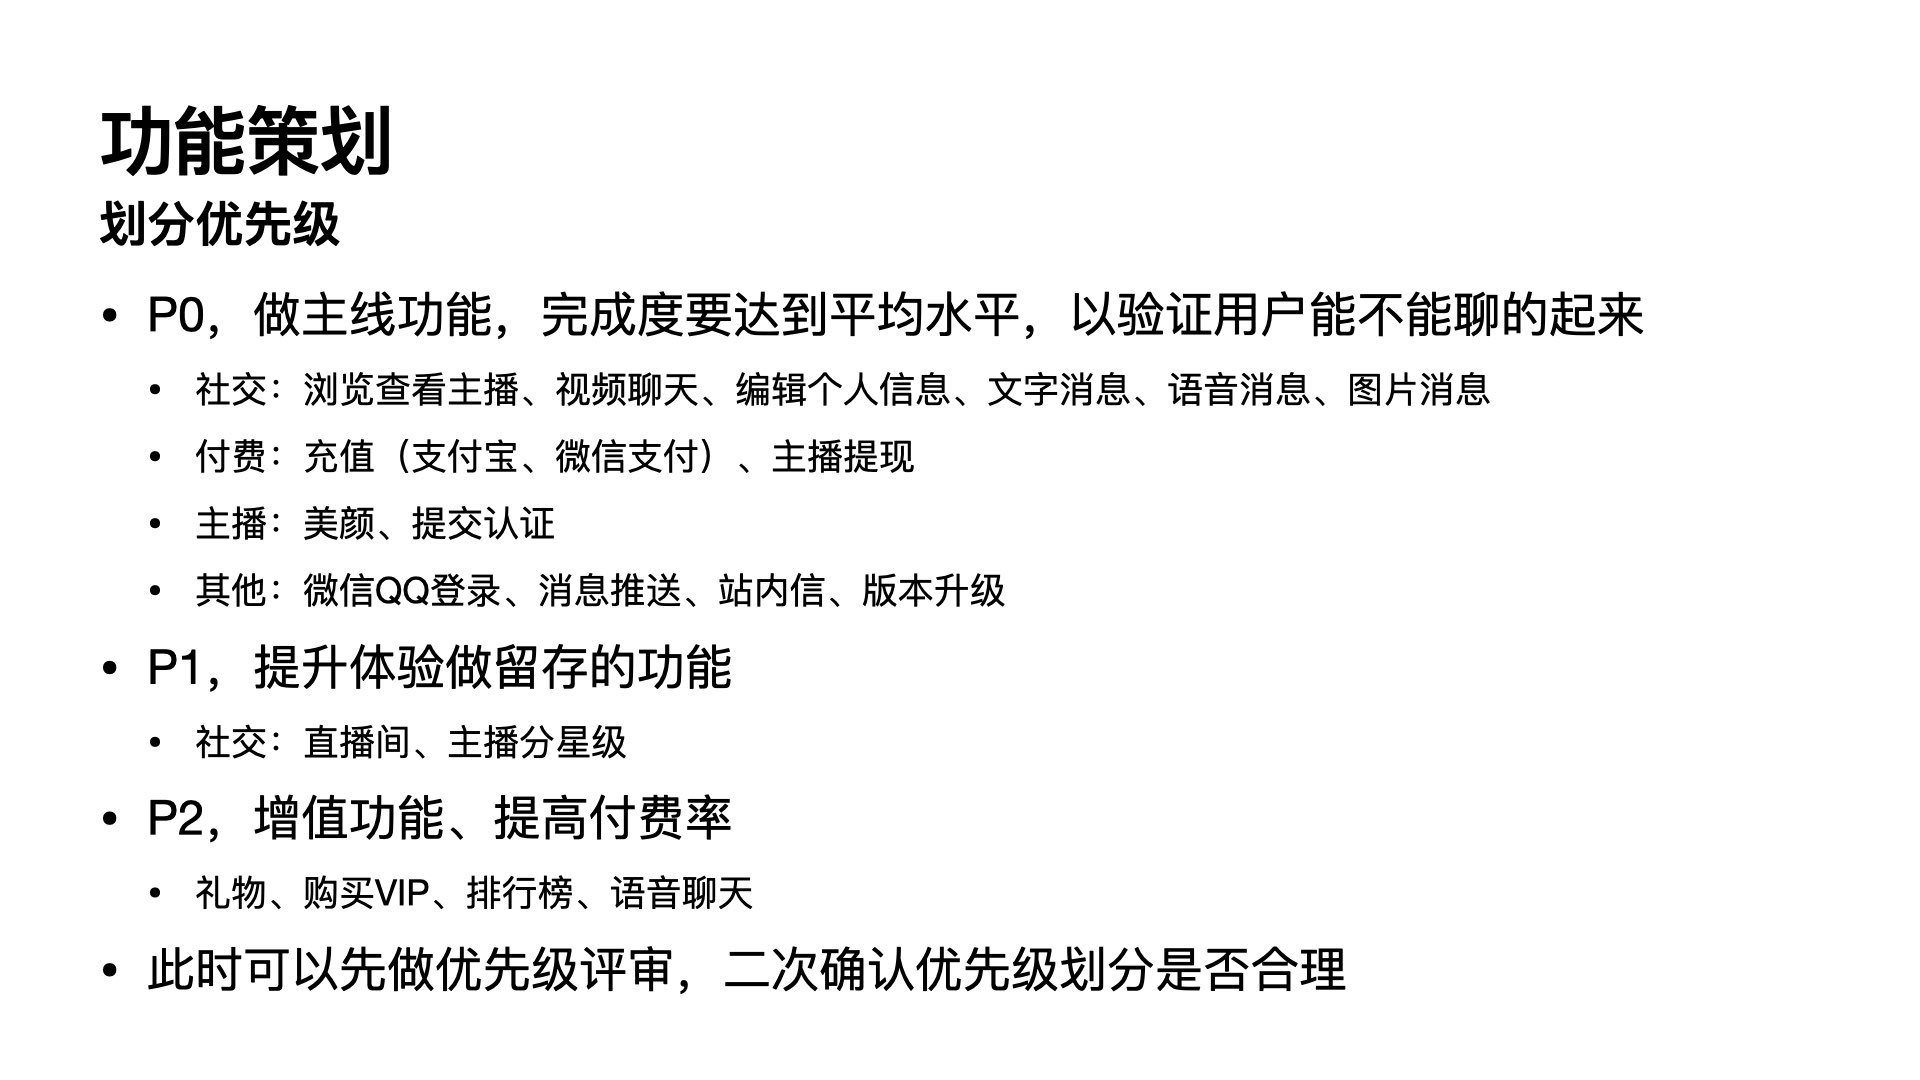 功能策划
划分优先级
• P0，做主线功能，完成度要达到平均水平，以验证用户能不能聊的起来
• 社交：浏览查看主播、视频聊天、编辑个人信息、文字消息、语音消息、图片消息
• 付费：充值（支付宝、微信支付）、主播提现
• 主播：美颜、提交认证
• 其他：微信QQ登录、消息推送、站内信、版本升级
• P1，提升体验做留存的功能
• 社交：直播间、主播分星级
• P2，增值功能、提高付费率
• 礼物、购买VIP、排行榜、语音聊天
• 此时可以先做优先级评审，二次确认优先级划分是否合理